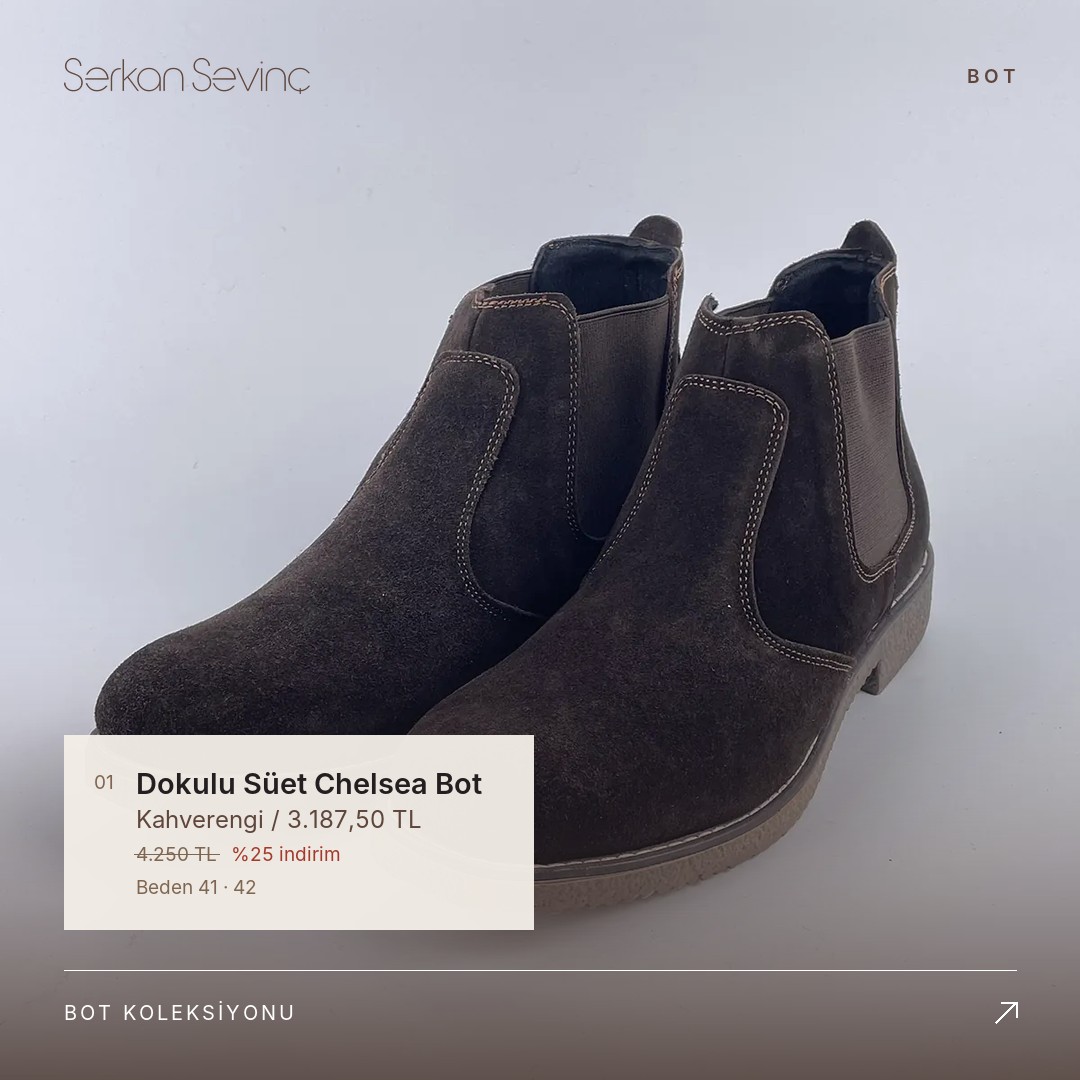 Serkan Sevinç
BOT
01
Dokulu Süet Chelsea Bot
Kahverengi / 3.187,50 TL
4.250 TL %25 indirim
Beden 41 · 42
BOT KOLEKSİYONU